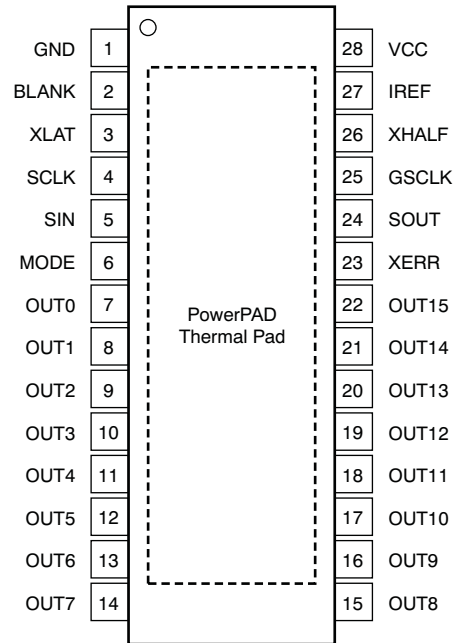 GND 1 28 VCC
BLANK 2 27 IREF
XLAT 3 26 XHALF
SCLK 4 25 GSCLK
SIN 5 24 SOUT
MODE 6 23 XERR
OUT0 7 22 OUT15
OUT1 8 21 OUT14
OUT2 9 20 OUT13
OUT3 10 19 OUT12
OUT4 11 18 OUT11
OUT5 12 17 OUT10
OUT6 13 16 OUT9
OUT7 14 15 OUT8
PowerPAD
Thermal Pad